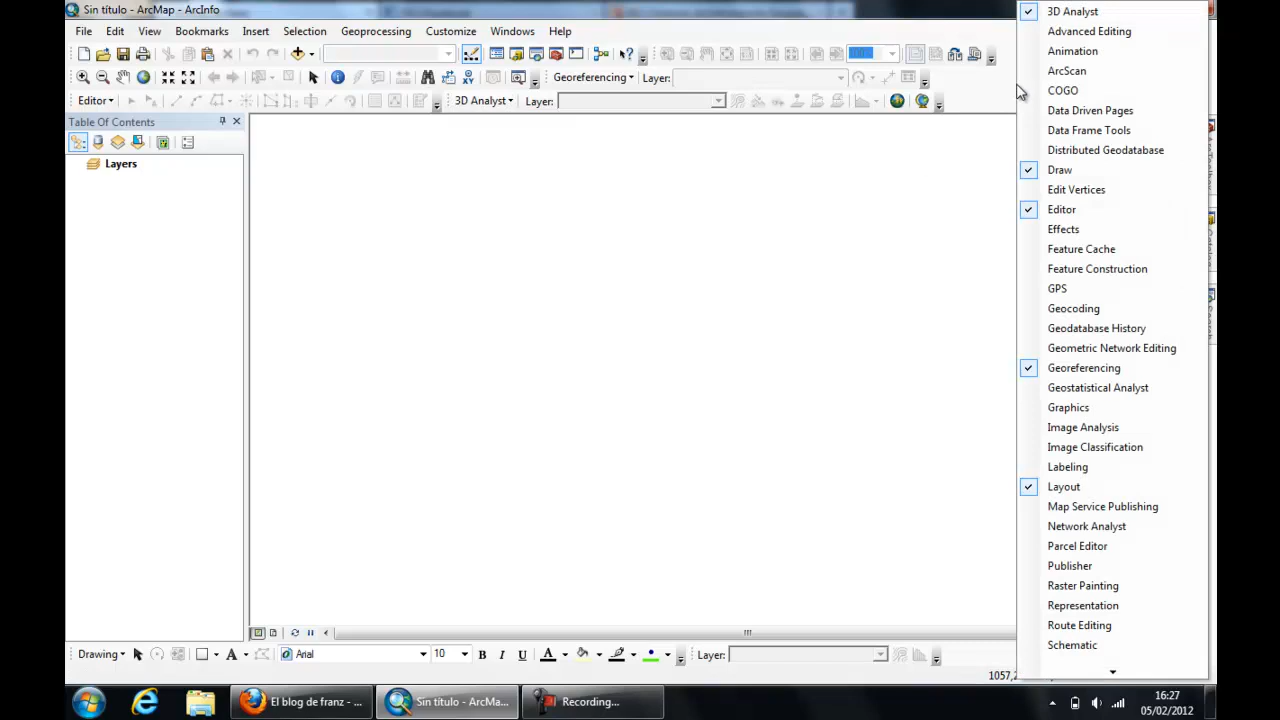 Sin título - ArcMap - ArcInfo
File Edit View Bookmarks Insert Selection Geoprocessing Customize Windows Help
Georeferencing Layer:
Editor 3D Analyst Layer:
Table Of Contents
Layers
3D Analyst
Advanced Editing
Animation
ArcScan
COGO
Data Driven Pages
Data Frame Tools
Distributed Geodatabase
Draw
Edit Vertices
Editor
Effects
Feature Cache
Feature Construction
GPS
Geocoding
Geodatabase History
Geometric Network Editing
Georeferencing
Geostatistical Analyst
Graphics
Image Analysis
Image Classification
Labeling
Layout
Map Service Publishing
Network Analyst
Parcel Editor
Publisher
Raster Painting
Representation
Route Editing
Schematic
Drawing A Arial 10 B I U A Layer:
El blog de franz - ... Sin título - ArcMa... Recording...
16:27
05/02/2012